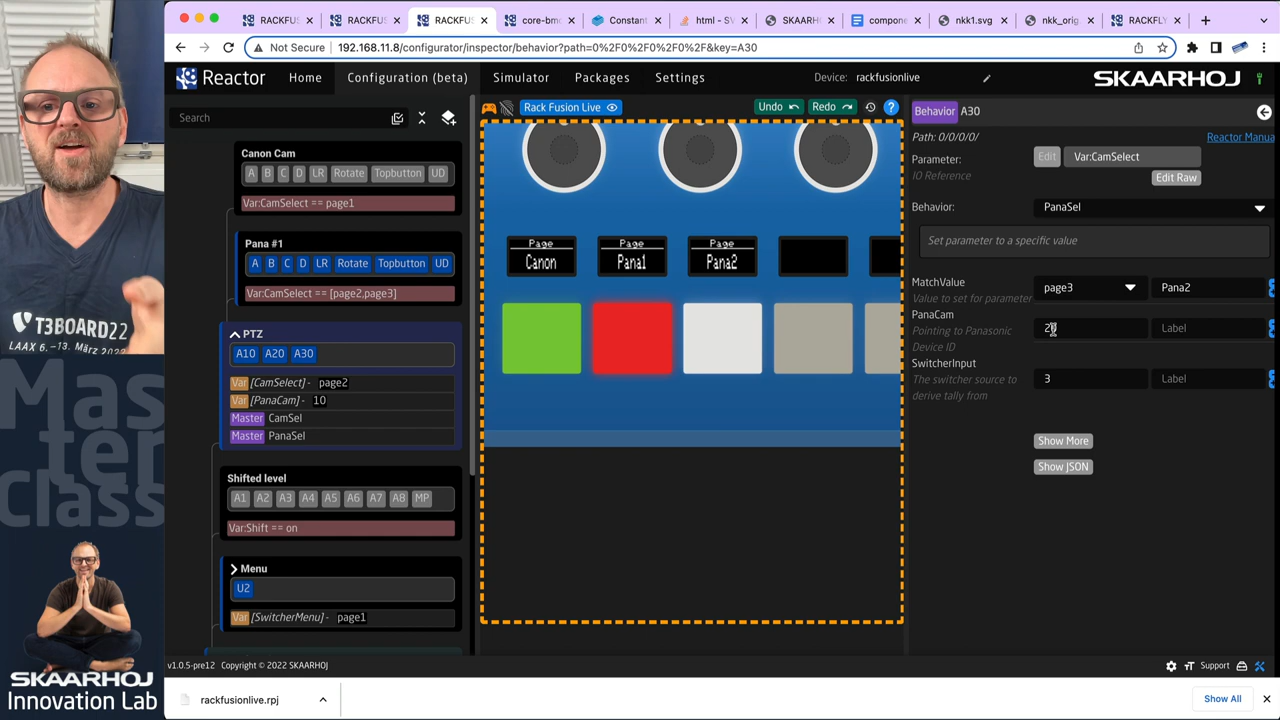 RACKFUS
RACKFUS
RACKFUS
core-bmd
Constant
html - SV
SKAARH
compone
nkk1.svg
nkk_orig
RACKFLY
Not Secure
192.168.11.8/configurator/inspector/behavior?path=0%2F0%2F0%2F0%2F&key=A30
Reactor
Home
Configuration (beta)
Simulator
Packages
Settings
Device:
rackfusionlive
SKAARHOJ
Search
Rack Fusion Live
Undo
Redo
?
Behavior A30
Path: 0/0/0/0/
Reactor Manua
Canon Cam
A B C D LR Rotate Topbutton UD
Var:CamSelect == page1
Pana #1
A B C D LR Rotate Topbutton UD
Var:CamSelect == [page2,page3]
PTZ
A10 A20 A30
Var [CamSelect] - page2
Var [PanaCam] - 10
Master CamSel
Master PanaSel
Shifted level
A1 A2 A3 A4 A5 A6 A7 A8 MP
Var:Shift == on
Menu
U2
Var [SwitcherMenu] - page1
Page
Canon
Page
Pana1
Page
Pana2
Parameter:
IO Reference
Edit
Var:CamSelect
Edit Raw
Behavior:
PanaSel
Set parameter to a specific value
MatchValue
Value to set for parameter
page3
Pana2
PanaCam
Pointing to Panasonic
Device ID
Label
SwitcherInput
The switcher source to
derive tally from
3
Label
Show More
Show JSON
v1.0.5-pre12 Copyright © 2022 SKAARHOJ
Support
rackfusionlive.rpj
Show All
DOWN WITH
T3BOARD22
LAAX 6.–13. März 2022
Mas
ter
Class
SKAARHOJ
Innovation Lab